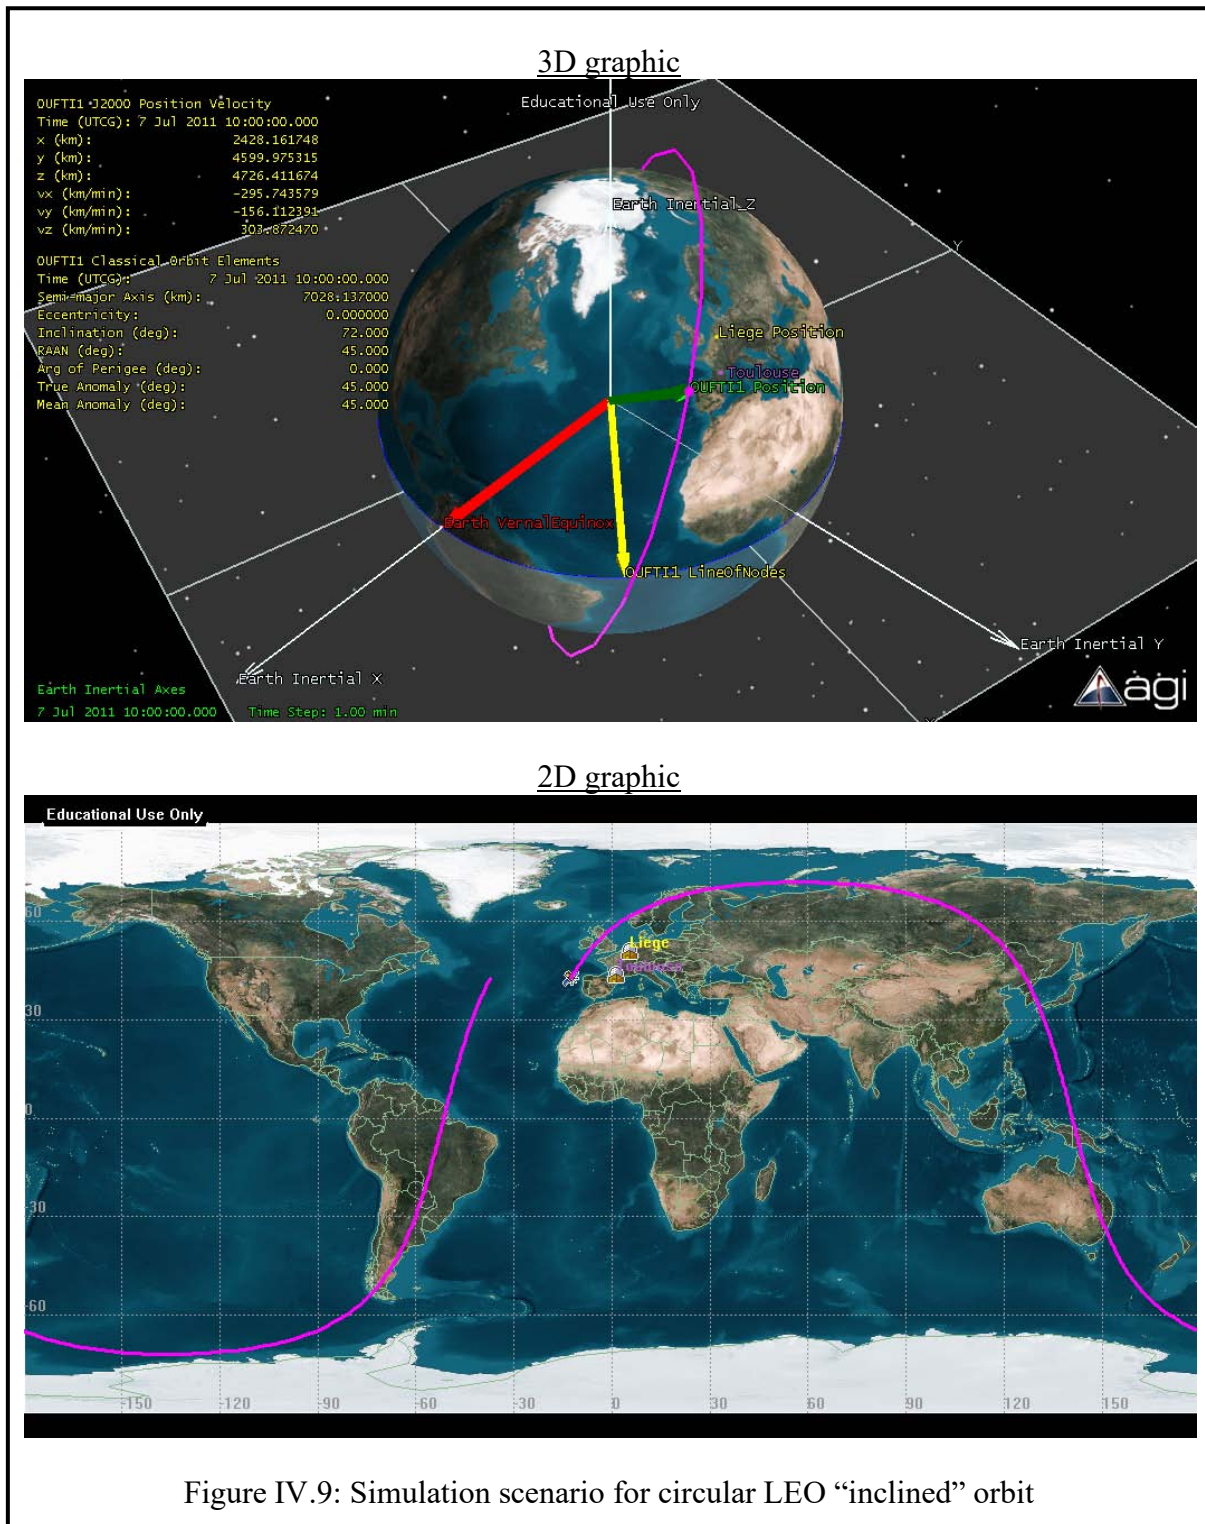 3D graphic
Educational Use Only
OUFTI1 J2000 Position Velocity
Time (UTCG): 7 Jul 2011 10:00:00.000
x (km): 2428.161748
y (km): 4599.975315
z (km): 4726.411674
vx (km/min): -295.743579
vy (km/min): -156.112391
vz (km/min): 303.872470
OUFTI1 Classical Orbit Elements
Time (UTCG): 7 Jul 2011 10:00:00.000
Semi-major Axis (km): 7028.137000
Eccentricity: 0.000000
Inclination (deg): 72.000
RAAN (deg): 45.000
Arg of Perigee (deg): 0.000
True Anomaly (deg): 45.000
Mean Anomaly (deg): 45.000
Earth Inertial_Z
Y
Liege Position
Toulouse
OUFTI1 Position
Earth VernalEquinox
OUFTI1 LineOfNodes
Earth Inertial Y
Earth Inertial X
agi
Earth Inertial Axes
7 Jul 2011 10:00:00.000 Time Step: 1.00 min
2D graphic
Educational Use Only
60
Liege
Toulouse
30
0
-30
-60
-150 -120 -90 -60 -30 0 30 60 90 120 150
Figure IV.9: Simulation scenario for circular LEO “inclined” orbit